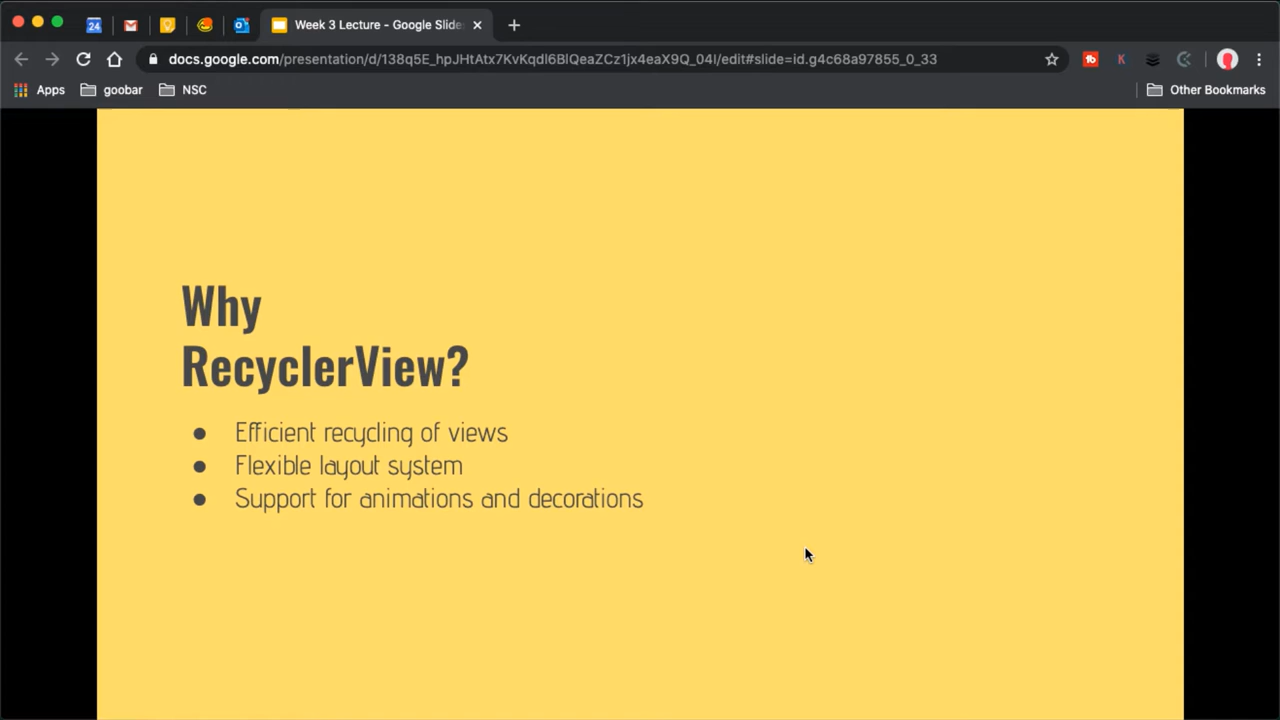 24
Week 3 Lecture - Google Slide
docs.google.com/presentation/d/138q5E_hpJHtAtx7KvKqdl6BlQeaZCz1jx4eaX9Q_04I/edit#slide=id.g4c68a97855_0_33
K
Apps
goobar
NSC
Other Bookmarks
Why
RecyclerView?
● Efficient recycling of views
● Flexible layout system
● Support for animations and decorations